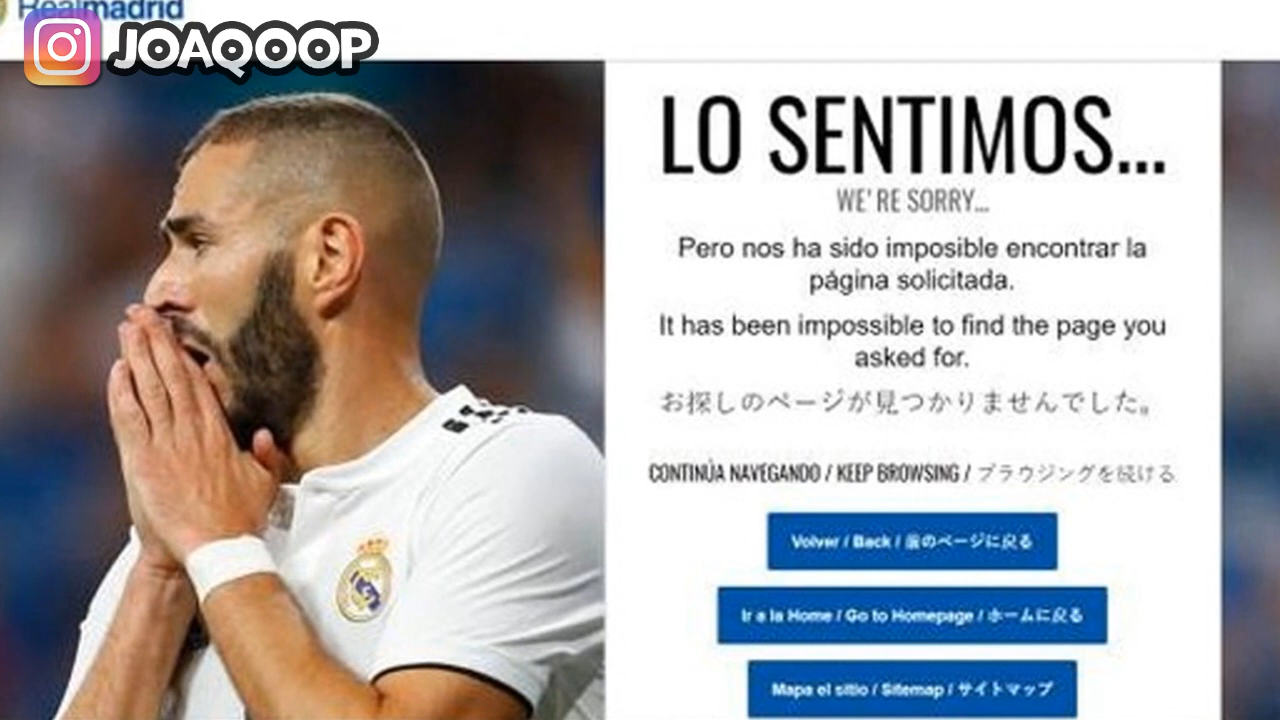 Realmadrid
JOAQOOP
LO SENTIMOS...
WE' RE SORRY...
Pero nos ha sido imposible encontrar la
página solicitada.
It has been impossible to find the page you
asked for.
お探しのページが見つかりませんでした。
CONTINÚA NAVEGANDO / KEEP BROWSING / ブラウジングを続ける
Volver / Back / 前のページに戻る
Ir a la Home / Go to Homepage / ホームに戻る
Mapa el sitio / Sitemap / サイトマップ